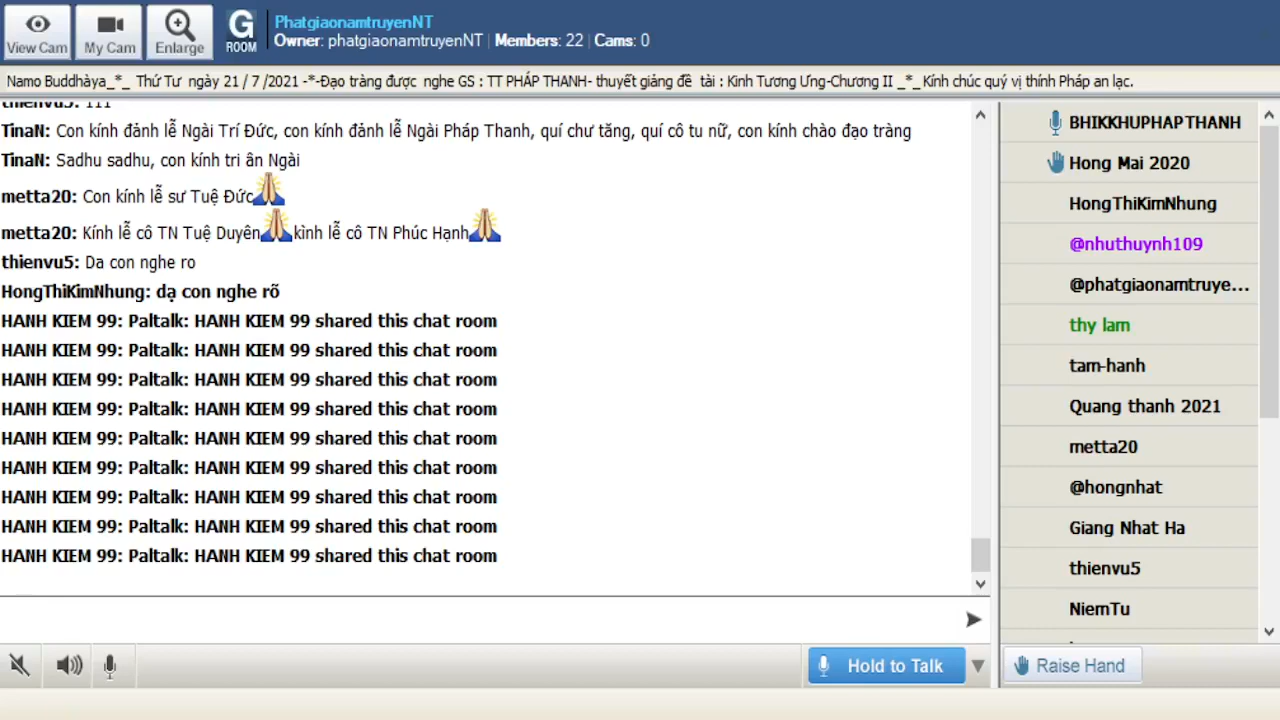 View Cam
My Cam
Enlarge
G
ROOM
PhatgiaonamtruyenNT
Owner: phatgiaonamtruyenNT | Members: 22 | Cams: 0
Namo Buddhàya_*_ Thứ Tư ngày 21 / 7 /2021 -*-Đạo tràng được nghe GS : TT PHÁP THANH- thuyết giảng đề tài : Kinh Tương Ưng-Chương II _*_Kính chúc quý vị thính Pháp an lạc.
thienvu5: 111
TinaN: Con kính đảnh lễ Ngài Trí Đức, con kính đảnh lễ Ngài Pháp Thanh, quí chư tăng, quí cô tu nữ, con kính chào đạo tràng
TinaN: Sadhu sadhu, con kính tri ân Ngài
metta20: Con kính lễ sư Tuệ Đức
metta20: Kính lễ cô TN Tuệ Duyên kình lễ cô TN Phúc Hạnh
thienvu5: Da con nghe ro
HongThiKimNhung: dạ con nghe rõ
HANH KIEM 99: Paltalk: HANH KIEM 99 shared this chat room
HANH KIEM 99: Paltalk: HANH KIEM 99 shared this chat room
HANH KIEM 99: Paltalk: HANH KIEM 99 shared this chat room
HANH KIEM 99: Paltalk: HANH KIEM 99 shared this chat room
HANH KIEM 99: Paltalk: HANH KIEM 99 shared this chat room
HANH KIEM 99: Paltalk: HANH KIEM 99 shared this chat room
HANH KIEM 99: Paltalk: HANH KIEM 99 shared this chat room
HANH KIEM 99: Paltalk: HANH KIEM 99 shared this chat room
HANH KIEM 99: Paltalk: HANH KIEM 99 shared this chat room
BHIKKHUPHAPTHANH
Hong Mai 2020
HongThiKimNhung
@nhuthuynh109
@phatgiaonamtruye...
thy lam
tam-hanh
Quang thanh 2021
metta20
@hongnhat
Giang Nhat Ha
thienvu5
NiemTu
Hold to Talk
Raise Hand